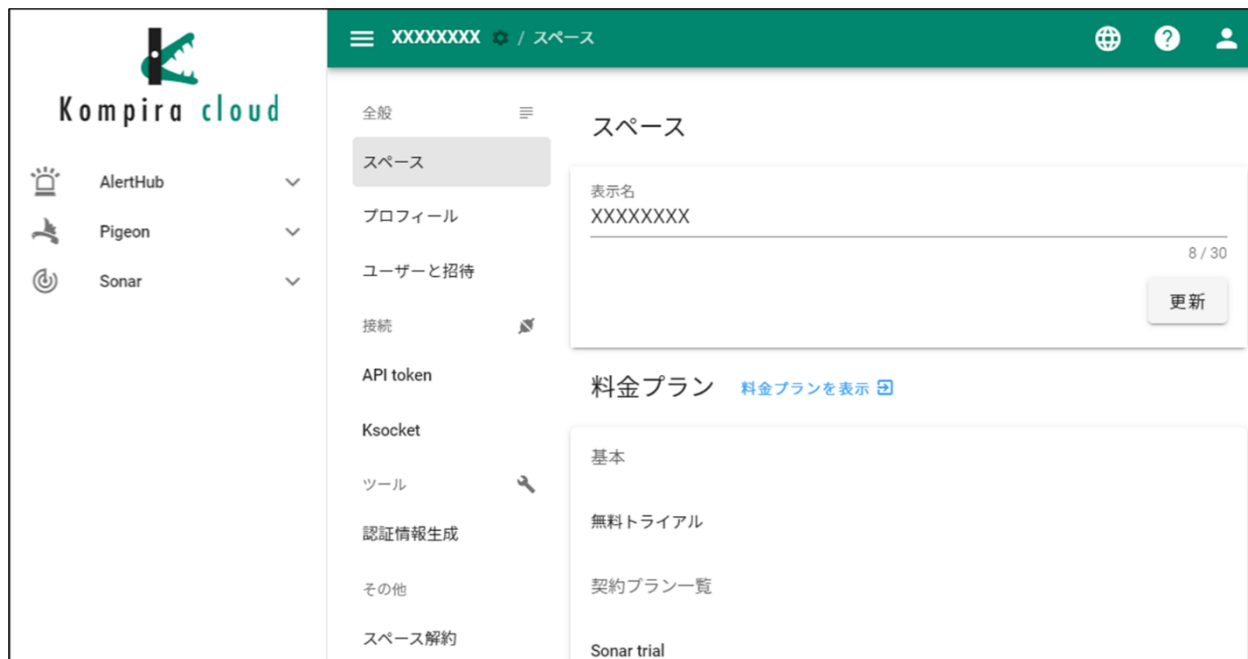 Kompira cloud
AlertHub
Pigeon
Sonar
XXXXXXXX / スペース
全般
スペース
プロフィール
ユーザーと招待
接続
API token
Ksocket
ツール
認証情報生成
その他
スペース解約
スペース
表示名
XXXXXXXX
8 / 30
更新
料金プラン 料金プランを表示
基本
無料トライアル
契約プラン一覧
Sonar trial